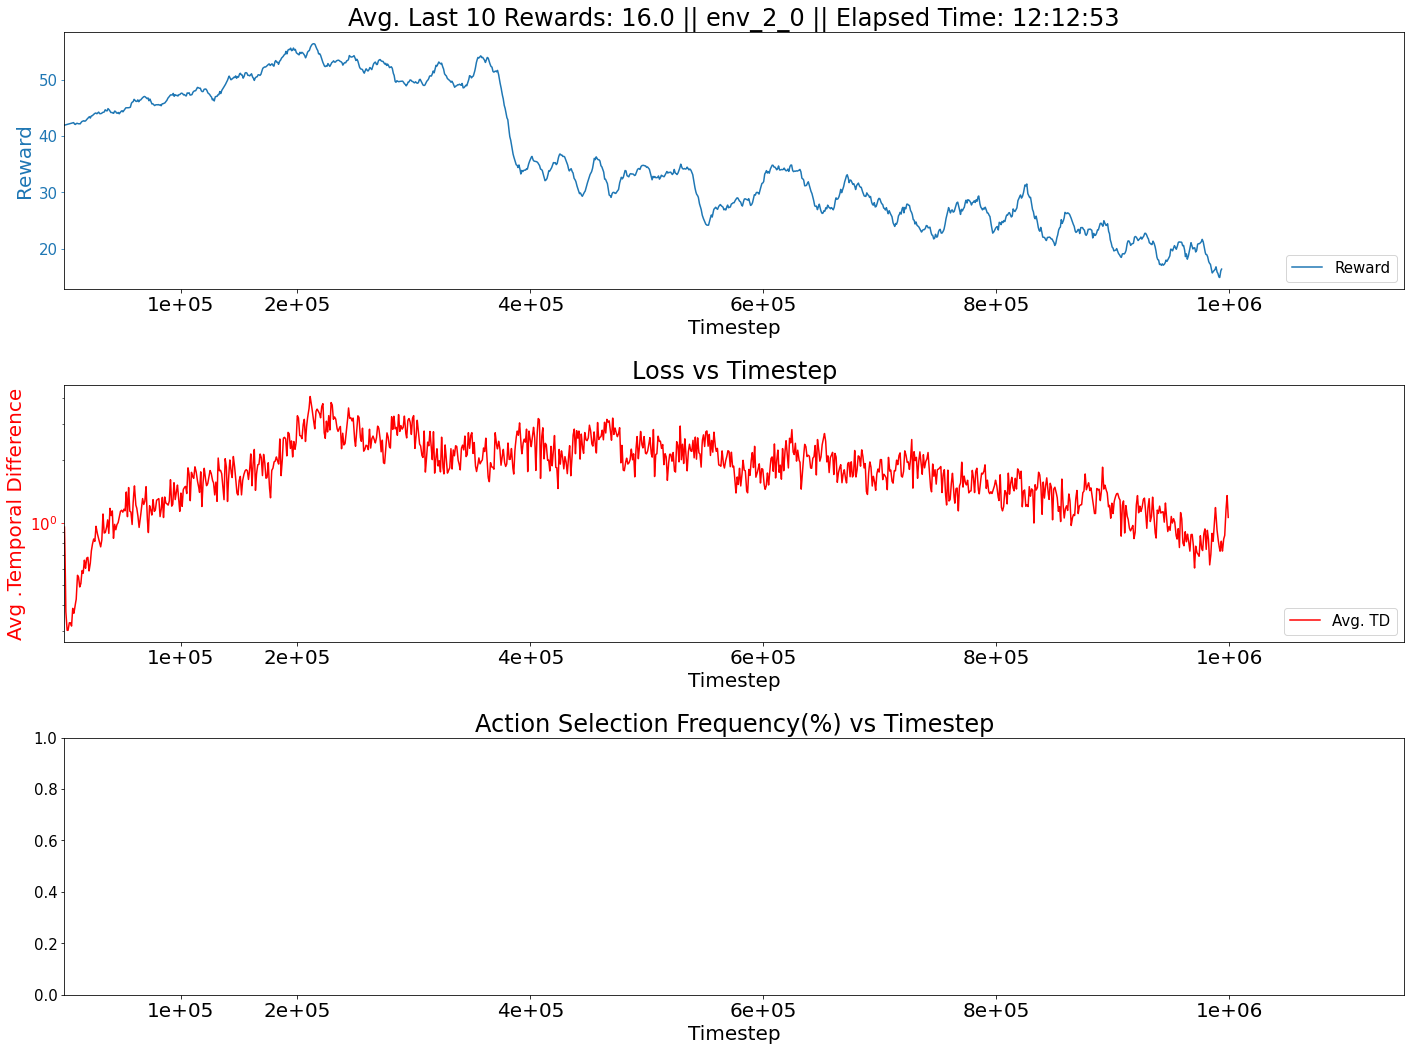 Avg. Last 10 Rewards: 16.0 || env_2_0 || Elapsed Time: 12:12:53
Reward
50
40
30
20
Reward
1e+05 2e+05 4e+05 6e+05 8e+05 1e+06
Timestep
Loss vs Timestep
Avg .Temporal Difference
10⁰
Avg. TD
1e+05 2e+05 4e+05 6e+05 8e+05 1e+06
Timestep
Action Selection Frequency(%) vs Timestep
1.0
0.8
0.6
0.4
0.2
0.0
1e+05 2e+05 4e+05 6e+05 8e+05 1e+06
Timestep